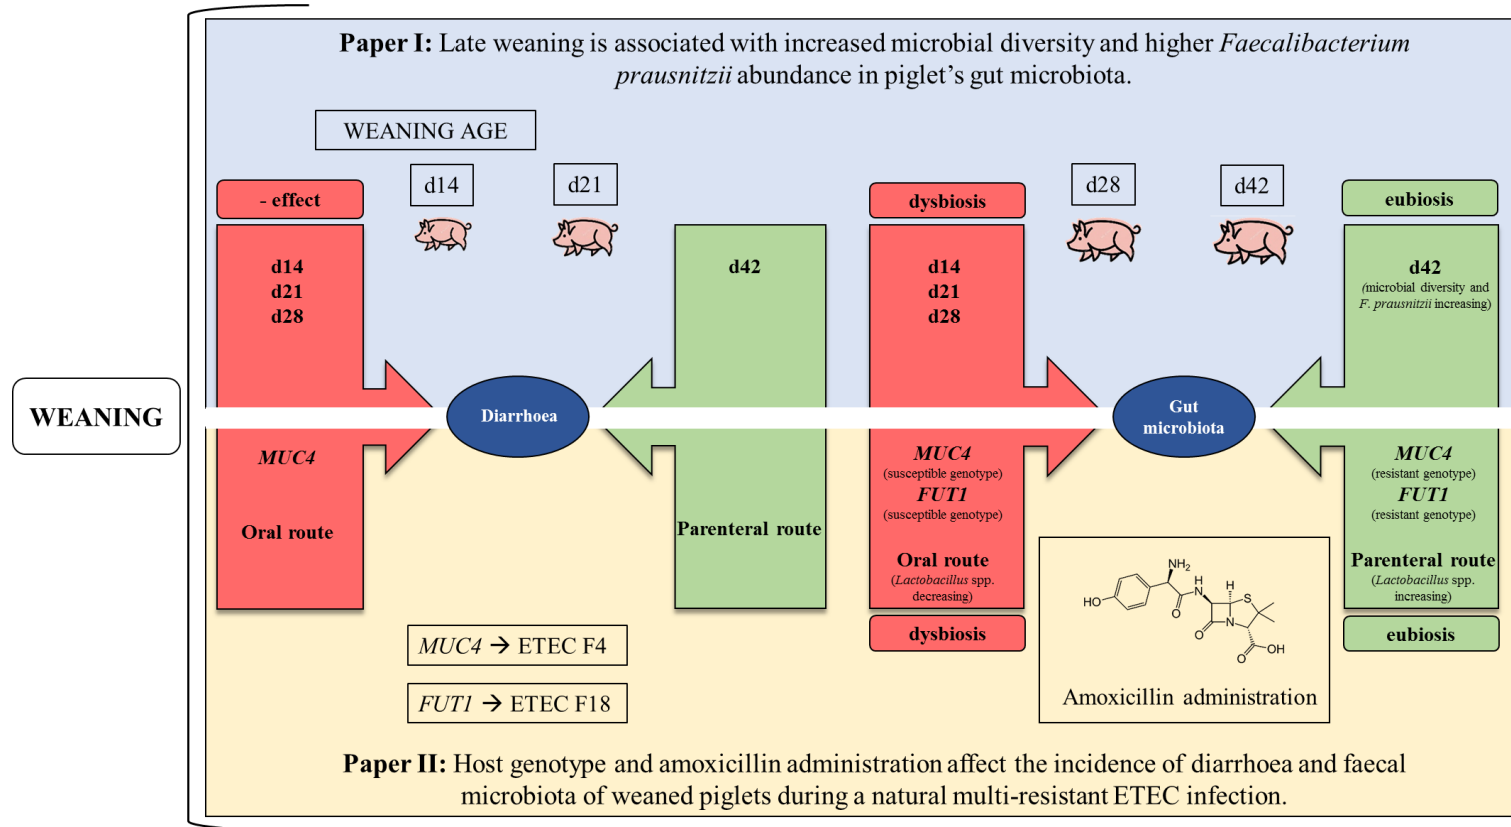 Paper I: Late weaning is associated with increased microbial diversity and higher Faecalibacterium
prausnitzii abundance in piglet's gut microbiota.
WEANING AGE
d14
d21
d28
d42
- effect
dysbiosis
eubiosis
d14
d21
d28
d42
d14
d21
d28
d42
(microbial diversity and
F. prausnitzii increasing)
WEANING
Diarrhoea
Gut
microbiota
MUC4
Oral route
Parenteral route
MUC4
(susceptible genotype)
FUT1
(susceptible genotype)
Oral route
(Lactobacillus spp.
decreasing)
dysbiosis
MUC4
(resistant genotype)
FUT1
(resistant genotype)
Parenteral route
(Lactobacillus spp.
increasing)
eubiosis
MUC4 → ETEC F4
FUT1 → ETEC F18
NH2
H
N
H
S
HO
O
N
O
O
OH
Amoxicillin administration
Paper II: Host genotype and amoxicillin administration affect the incidence of diarrhoea and faecal
microbiota of weaned piglets during a natural multi-resistant ETEC infection.